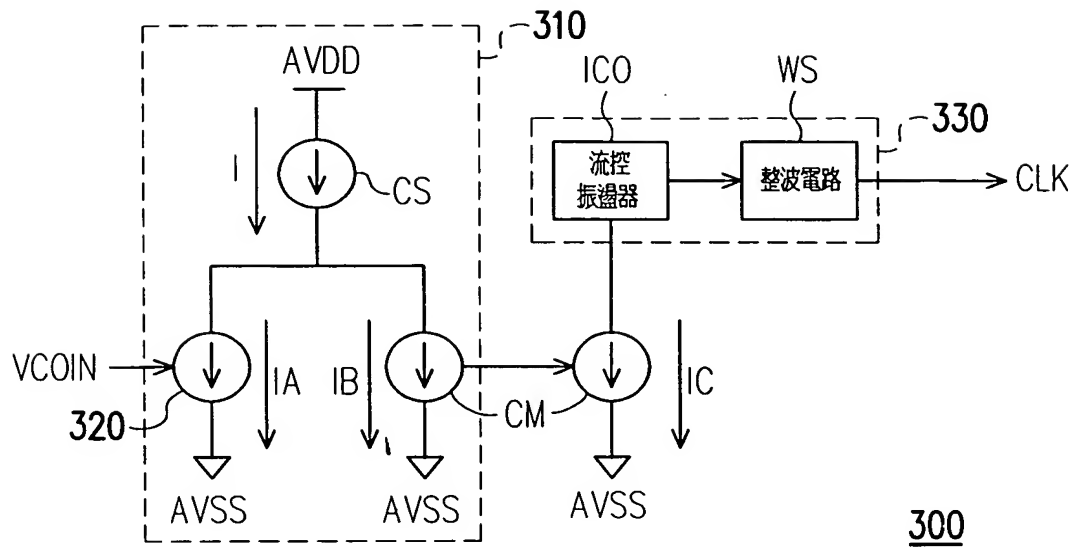 310
AVDD
ICO
WS
330
流控
振盪器
整波電路
CLK
I
CS
VCOIN
320
IA
IB
CM
IC
AVSS
AVSS
AVSS
300